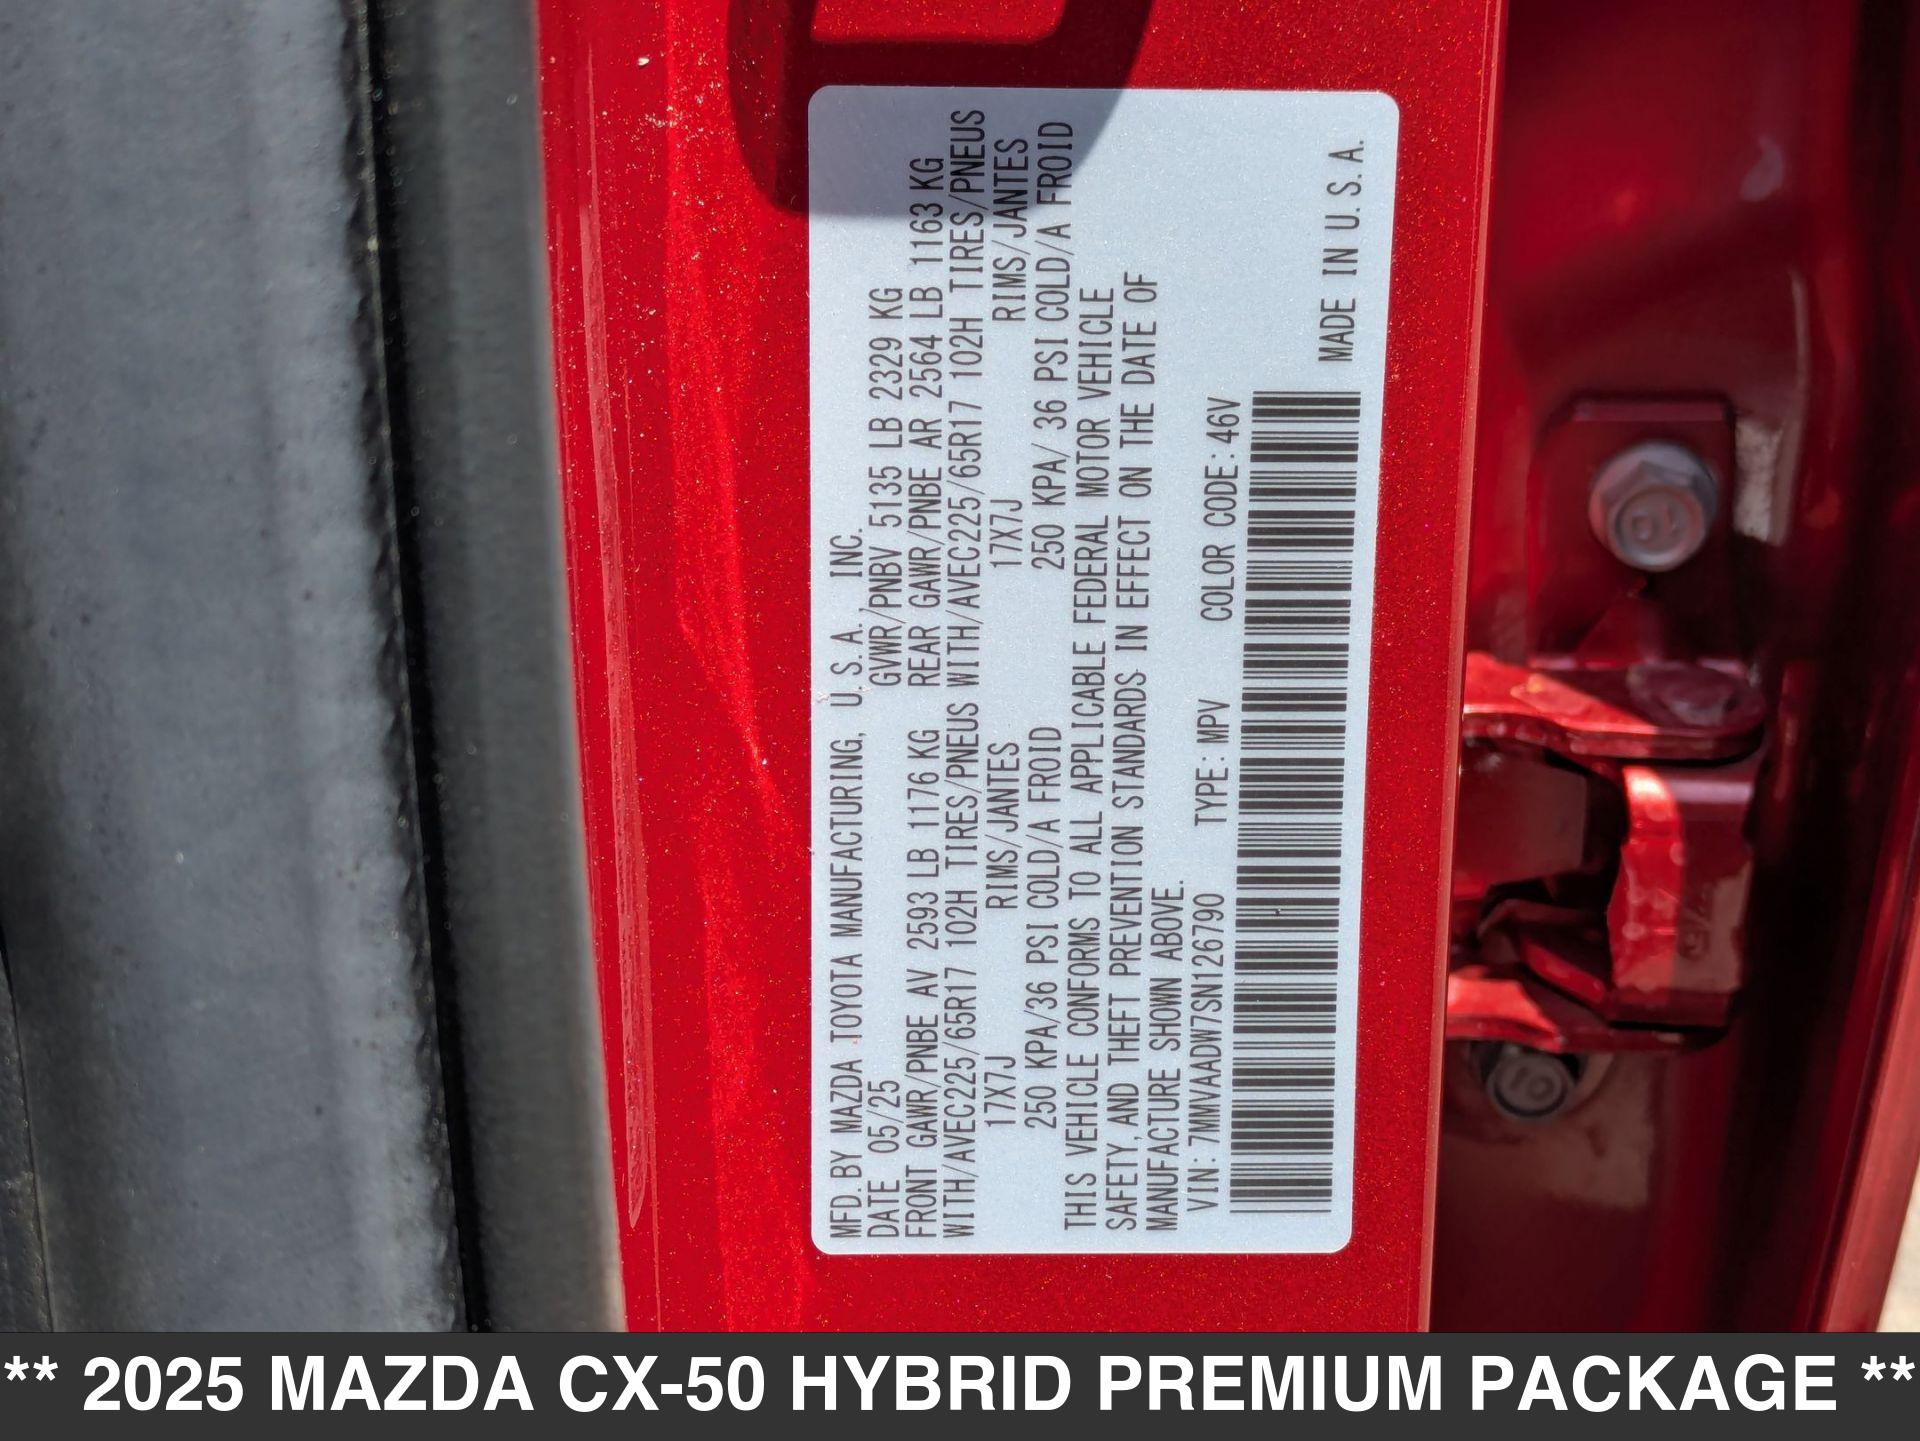 MFD.BY MAZDA TOYOTA MANUFACTURING, U.S.A. INC.
DATE 05/25 GVWR/PNBV 5135 LB 2329 KG
FRONT GAWR/PNBE AV 2593 LB 1176 KG REAR GAWR/PNBE AR 2564 LB 1163 KG
WITH/AVEC225/65R17 102H TIRES/PNEUS WITH/AVEC225/65R17 102H TIRES/PNEUS
17X7J RIMS/JANTES 17X7J RIMS/JANTES
250 KPA/36 PSI COLD/A FROID 250 KPA/ 36 PSI COLD/A FROID
THIS VEHICLE CONFORMS TO ALL APPLICABLE FEDERAL MOTOR VEHICLE
SAFETY,AND THEFT PREVENTION STANDARDS IN EFFECT ON THE DATE OF
MANUFACTURE SHOWN ABOVE.
VIN: 7MMVAADW7SN126790 TYPE: MPV COLOR CODE: 46V
MADE IN U.S.A.
10
10
** 2025 MAZDA CX-50 HYBRID PREMIUM PACKAGE **